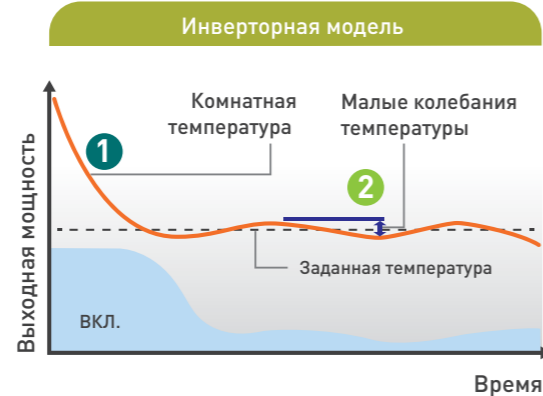 Инверторная модель
Комнатная
температура
Малые колебания
температуры
1
2
Выходная мощность
Заданная температура
ВКЛ.
Время